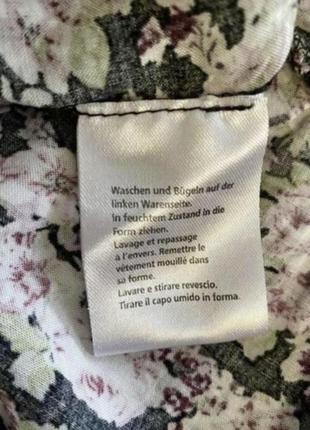 Waschen und Bügeln auf der
linken Warenseite.
In feuchtem Zustand in die
Form ziehen.
Lavage et repassage
à l'envers. Remettre le
vêtement mouillé dans
sa forme.
Lavare e stirare revescio.
Tirare il capo umido in forma.